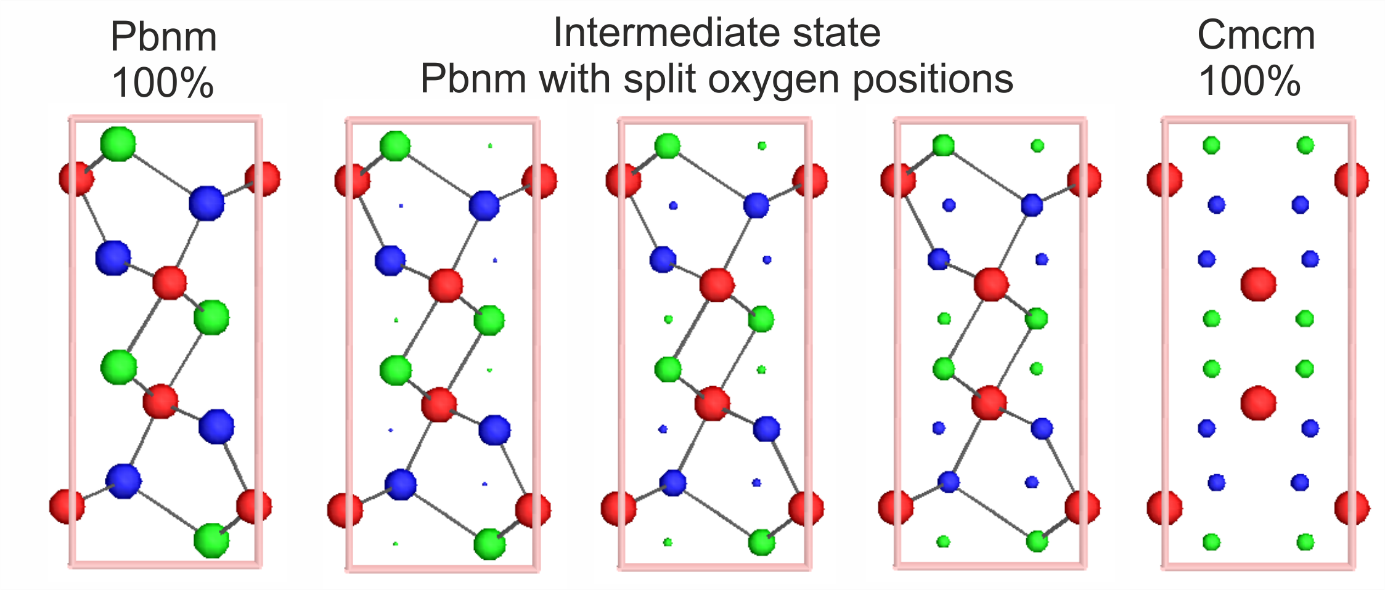 Pbnm
100%
Intermediate state
Pbnm with split oxygen positions
Cmcm
100%